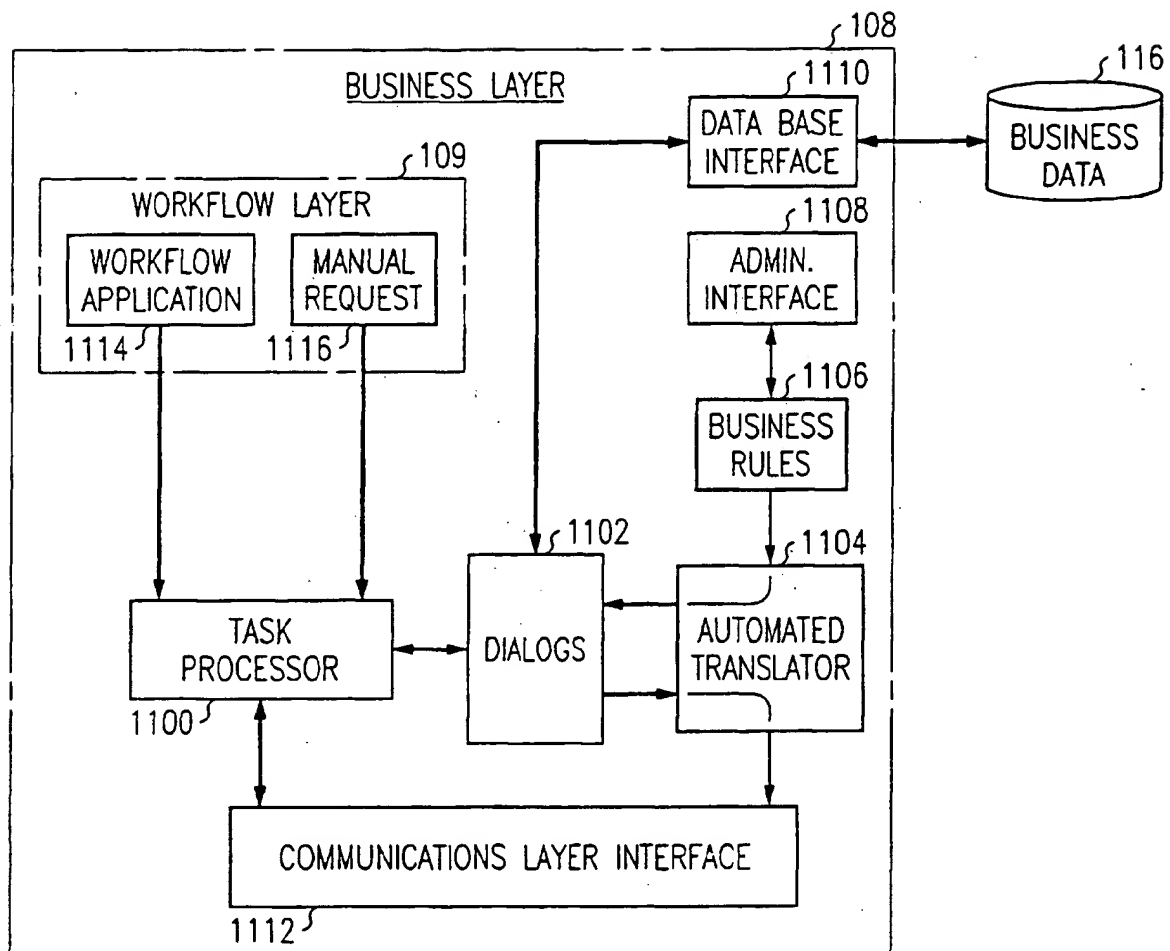 108
116
BUSINESS LAYER
1110
DATA BASE
INTERFACE
BUSINESS
DATA
109
WORKFLOW LAYER
1108
WORKFLOW
APPLICATION
MANUAL
REQUEST
ADMIN.
INTERFACE
1114
1116
1106
BUSINESS
RULES
1102
1104
TASK
PROCESSOR
DIALOGS
AUTOMATED
TRANSLATOR
1100
COMMUNICATIONS LAYER INTERFACE
1112